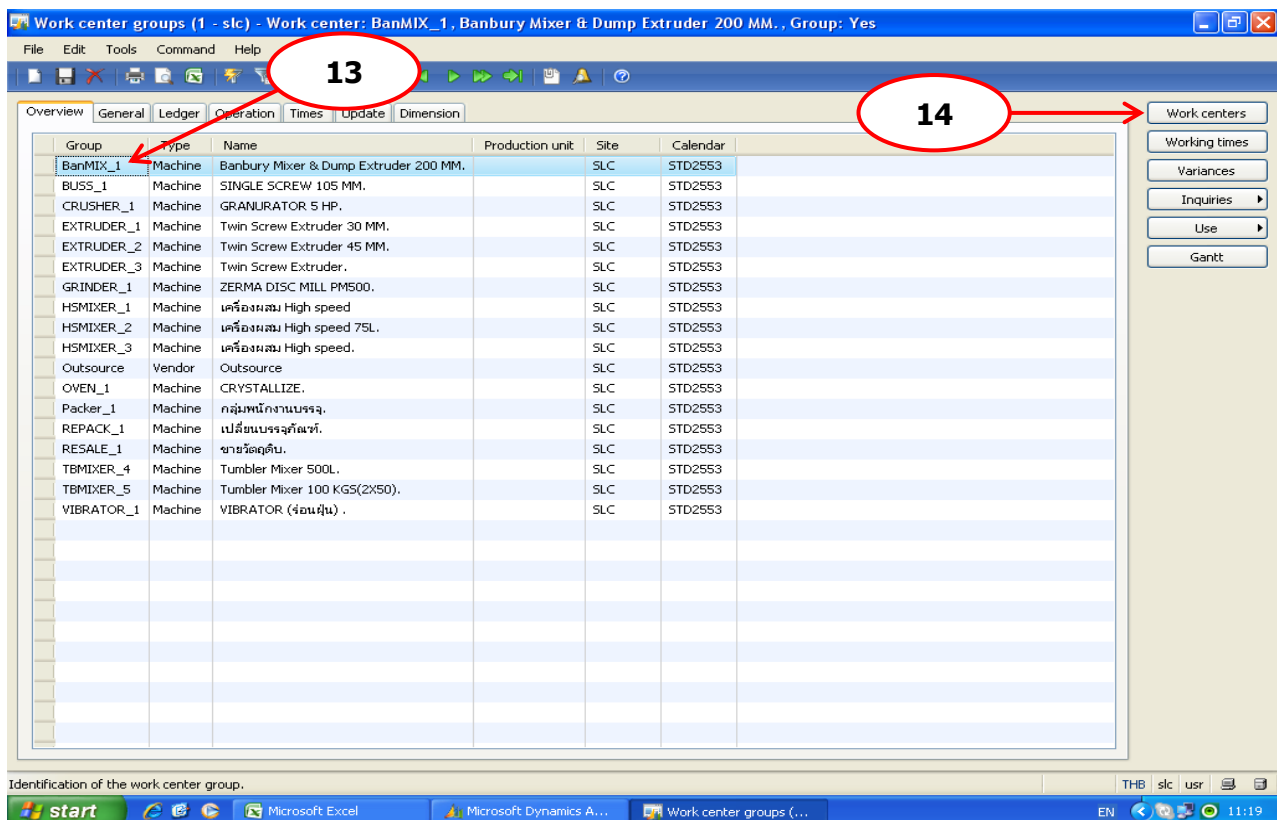 Work center groups (1 - slc) - Work center: BanMIX_1, Banbury Mixer & Dump Extruder 200 MM. , Group: Yes
File Edit Tools Command Help
13
14
Overview General Ledger Operation Times Update Dimension
Work centers
Working times
Variances
Inquiries
Use
Gantt
Group Type Name Production unit Site Calendar
BanMIX_1 Machine Banbury Mixer & Dump Extruder 200 MM. SLC STD2553
BUSS_1 Machine SINGLE SCREW 105 MM. SLC STD2553
CRUSHER_1 Machine GRANURATOR 5 HP. SLC STD2553
EXTRUDER_1 Machine Twin Screw Extruder 30 MM. SLC STD2553
EXTRUDER_2 Machine Twin Screw Extruder 45 MM. SLC STD2553
EXTRUDER_3 Machine Twin Screw Extruder. SLC STD2553
GRINDER_1 Machine ZERMA DISC MILL PM500. SLC STD2553
HSMIXER_1 Machine เครื่องผสม High speed SLC STD2553
HSMIXER_2 Machine เครื่องผสม High speed 75L. SLC STD2553
HSMIXER_3 Machine เครื่องผสม High speed. SLC STD2553
Outsource Vendor Outsource SLC STD2553
OVEN_1 Machine CRYSTALLIZE. SLC STD2553
Packer_1 Machine กลุ่มพนักงานบรรจุ. SLC STD2553
REPACK_1 Machine เปลี่ยนบรรจุภัณฑ์. SLC STD2553
RESALE_1 Machine ขายวัตถุดิบ. SLC STD2553
TBMIXER_4 Machine Tumbler Mixer 500L. SLC STD2553
TBMIXER_5 Machine Tumbler Mixer 100 KGS(2X50). SLC STD2553
VIBRATOR_1 Machine VIBRATOR (ร่อนฝุ่น) . SLC STD2553
Identification of the work center group. THB slc usr
start Microsoft Excel Microsoft Dynamics A... Work center groups (... EN 11:19